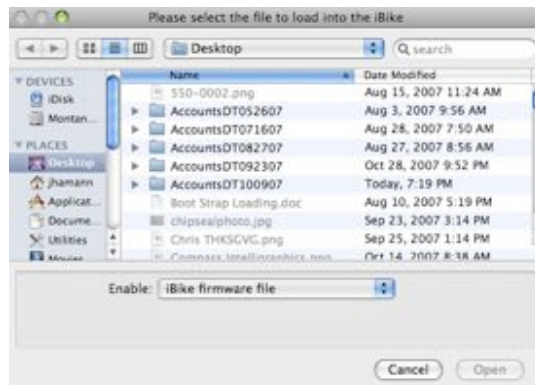 Please select the file to load into the iBike
Desktop
search
Name Date Modified
DEVICES
iDisk
Montan...
PLACES
Desktop
jhamann
Applicat...
Docume...
Utilities
Movies
550-0002.png Aug 15, 2007 11:24 AM
AccountsDT052607 Aug 3, 2007 9:56 AM
AccountsDT071607 Aug 28, 2007 7:50 AM
AccountsDT082707 Aug 27, 2007 8:56 AM
AccountsDT092307 Oct 28, 2007 9:52 PM
AccountsDT100907 Today, 7:19 PM
Boot Strap Loading.doc Aug 10, 2007 5:19 PM
chipsealphoto.jpg Sep 23, 2007 3:14 PM
Chris THKSGVG.png Sep 25, 2007 1:14 PM
Compass Intelligraphics.png Oct 14, 2007 8:38 AM
Enable: iBike firmware file
Cancel Open